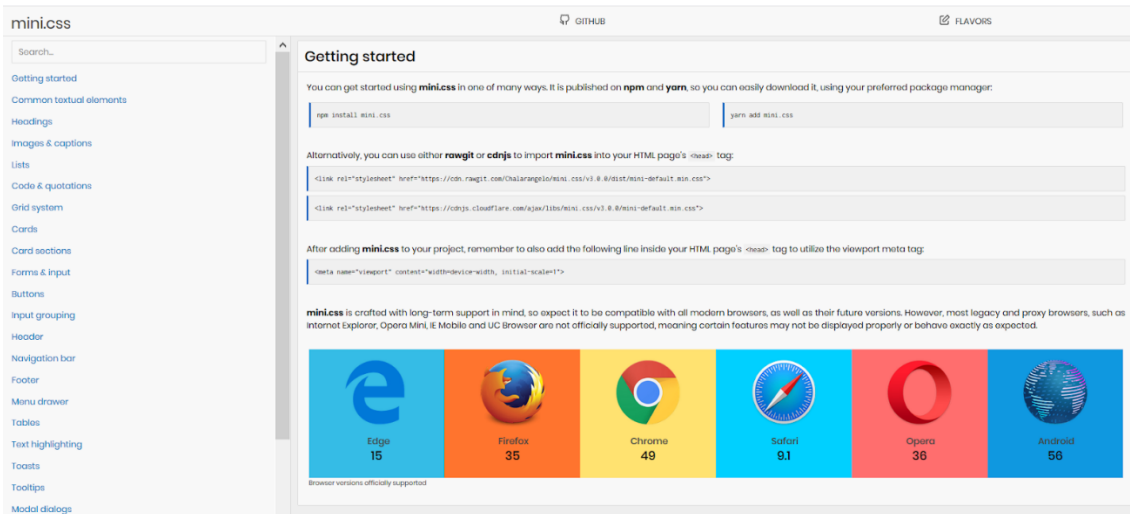 mini.css
GITHUB
FLAVORS
Search...
Getting started
Common textual elements
Headings
Images & captions
Lists
Code & quotations
Grid system
Cards
Card sections
Forms & input
Buttons
Input grouping
Header
Navigation bar
Footer
Menu drawer
Tables
Text highlighting
Toasts
Tooltips
Modal dialogs
Getting started
You can get started using mini.css in one of many ways. It is published on npm and yarn, so you can easily download it, using your preferred package manager:
npm install mini.css
yarn add mini.css
Alternatively, you can use either rawgit or cdnjs to import mini.css into your HTML page's <head> tag:
<link rel="stylesheet" href="https://cdn.rawgit.com/Chalarangelo/mini.css/v3.0.0/dist/mini-default.min.css">
<link rel="stylesheet" href="https://cdnjs.cloudflare.com/ajax/libs/mini.css/v3.0.0/mini-default.min.css">
After adding mini.css to your project, remember to also add the following line inside your HTML page's <head> tag to utilize the viewport meta tag:
<meta name="viewport" content="width=device-width, initial-scale=1">
mini.css is crafted with long-term support in mind, so expect it to be compatible with all modern browsers, as well as their future versions. However, most legacy and proxy browsers, such as
Internet Explorer, Opera Mini, IE Mobile and UC Browser are not officially supported, meaning certain features may not be displayed properly or behave exactly as expected.
Edge
15
Firefox
35
Chrome
49
Safari
9.1
Opera
36
Android
56
Browser versions officially supported